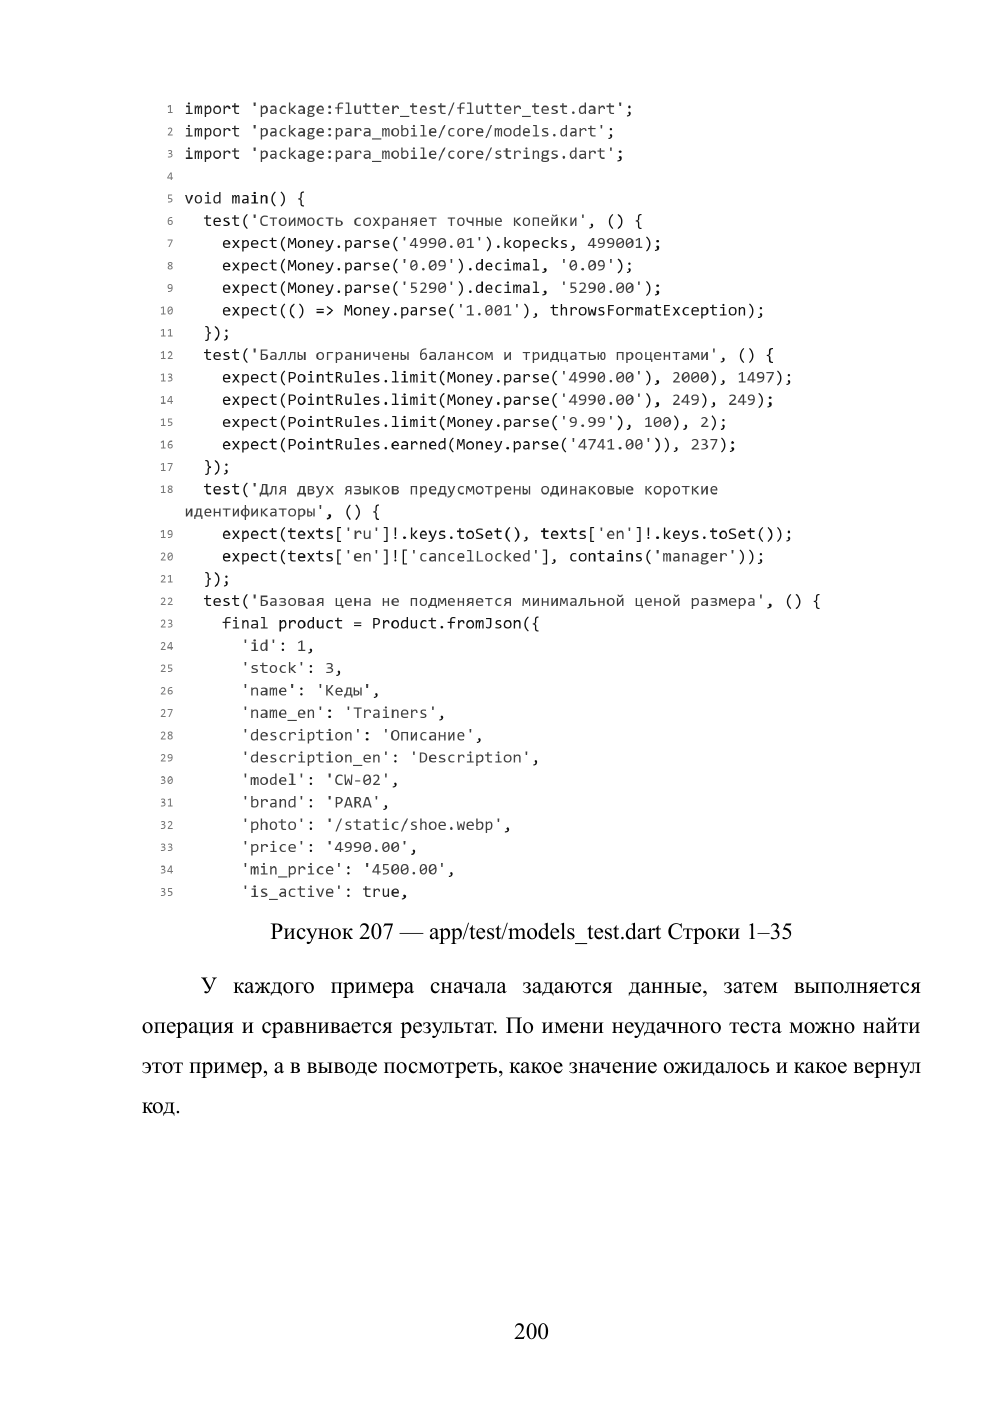 1 import 'package:flutter_test/flutter_test.dart';
2 import 'package:para_mobile/core/models.dart';
3 import 'package:para_mobile/core/strings.dart';
4
5 void main() {
6   test('Стоимость сохраняет точные копейки', () {
7     expect(Money.parse('4990.01').kopecks, 499001);
8     expect(Money.parse('0.09').decimal, '0.09');
9     expect(Money.parse('5290').decimal, '5290.00');
10     expect(() => Money.parse('1.001'), throwsFormatException);
11   });
12   test('Баллы ограничены балансом и тридцатью процентами', () {
13     expect(PointRules.limit(Money.parse('4990.00'), 2000), 1497);
14     expect(PointRules.limit(Money.parse('4990.00'), 249), 249);
15     expect(PointRules.limit(Money.parse('9.99'), 100), 2);
16     expect(PointRules.earned(Money.parse('4741.00')), 237);
17   });
18   test('Для двух языков предусмотрены одинаковые короткие
идентификаторы', () {
19     expect(texts['ru']!.keys.toSet(), texts['en']!.keys.toSet());
20     expect(texts['en']!['cancelLocked'], contains('manager'));
21   });
22   test('Базовая цена не подменяется минимальной ценой размера', () {
23     final product = Product.fromJson({
24       'id': 1,
25       'stock': 3,
26       'name': 'Кеды',
27       'name_en': 'Trainers',
28       'description': 'Описание',
29       'description_en': 'Description',
30       'model': 'CW-02',
31       'brand': 'PARA',
32       'photo': '/static/shoe.webp',
33       'price': '4990.00',
34       'min_price': '4500.00',
35       'is_active': true,
Рисунок 207 — app/test/models_test.dart Строки 1–35
У каждого примера сначала задаются данные, затем выполняется
операция и сравнивается результат. По имени неудачного теста можно найти
этот пример, а в выводе посмотреть, какое значение ожидалось и какое вернул
код.
200